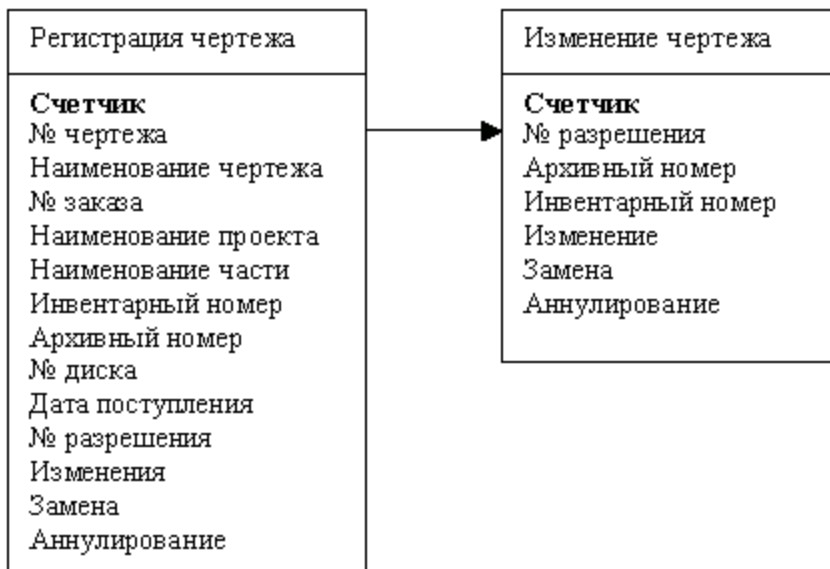 Регистрация чертежа
Счетчик
№ чертежа
Наименование чертежа
№ заказа
Наименование проекта
Наименование части
Инвентарный номер
Архивный номер
№ диска
Дата поступления
№ разрешения
Изменения
Замена
Аннулирование
Изменение чертежа
Счетчик
№ разрешения
Архивный номер
Инвентарный номер
Изменение
Замена
Аннулирование